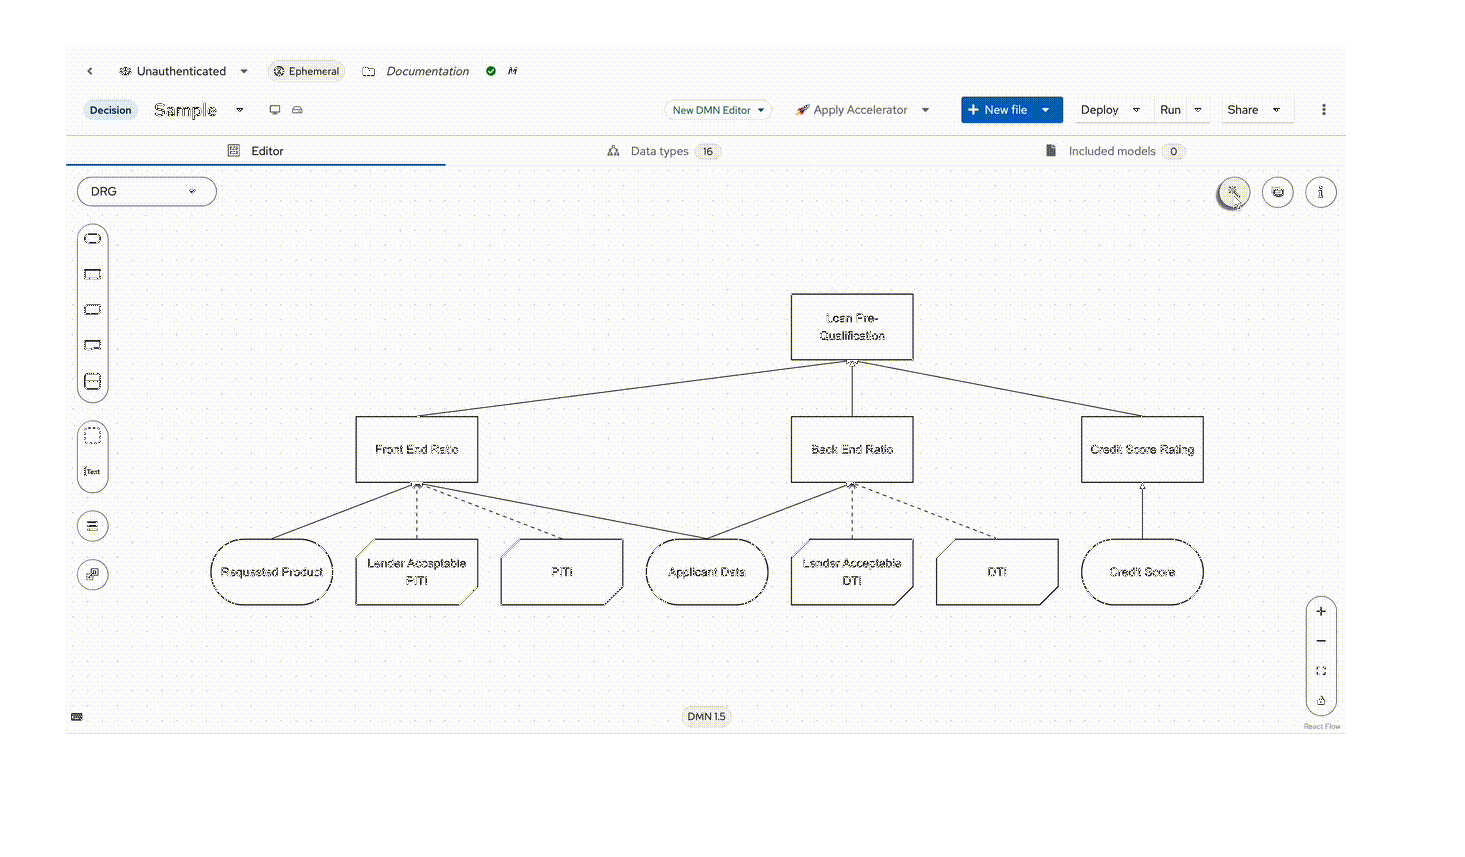 Unauthenticated
Ephemeral
Documentation
Decision
Sample
New DMN Editor
Apply Accelerator
New file
Deploy
Run
Share
Editor
Data types 16
Included models 0
DRG
Text
Loan Pre-
Qualification
Front End Ratio
Back End Ratio
Credit Score Rating
Requested Product
Lender Acceptable
PITI
PITI
Applicant Data
Lender Acceptable
DTI
DTI
Credit Score
DMN 1.5
React Flow